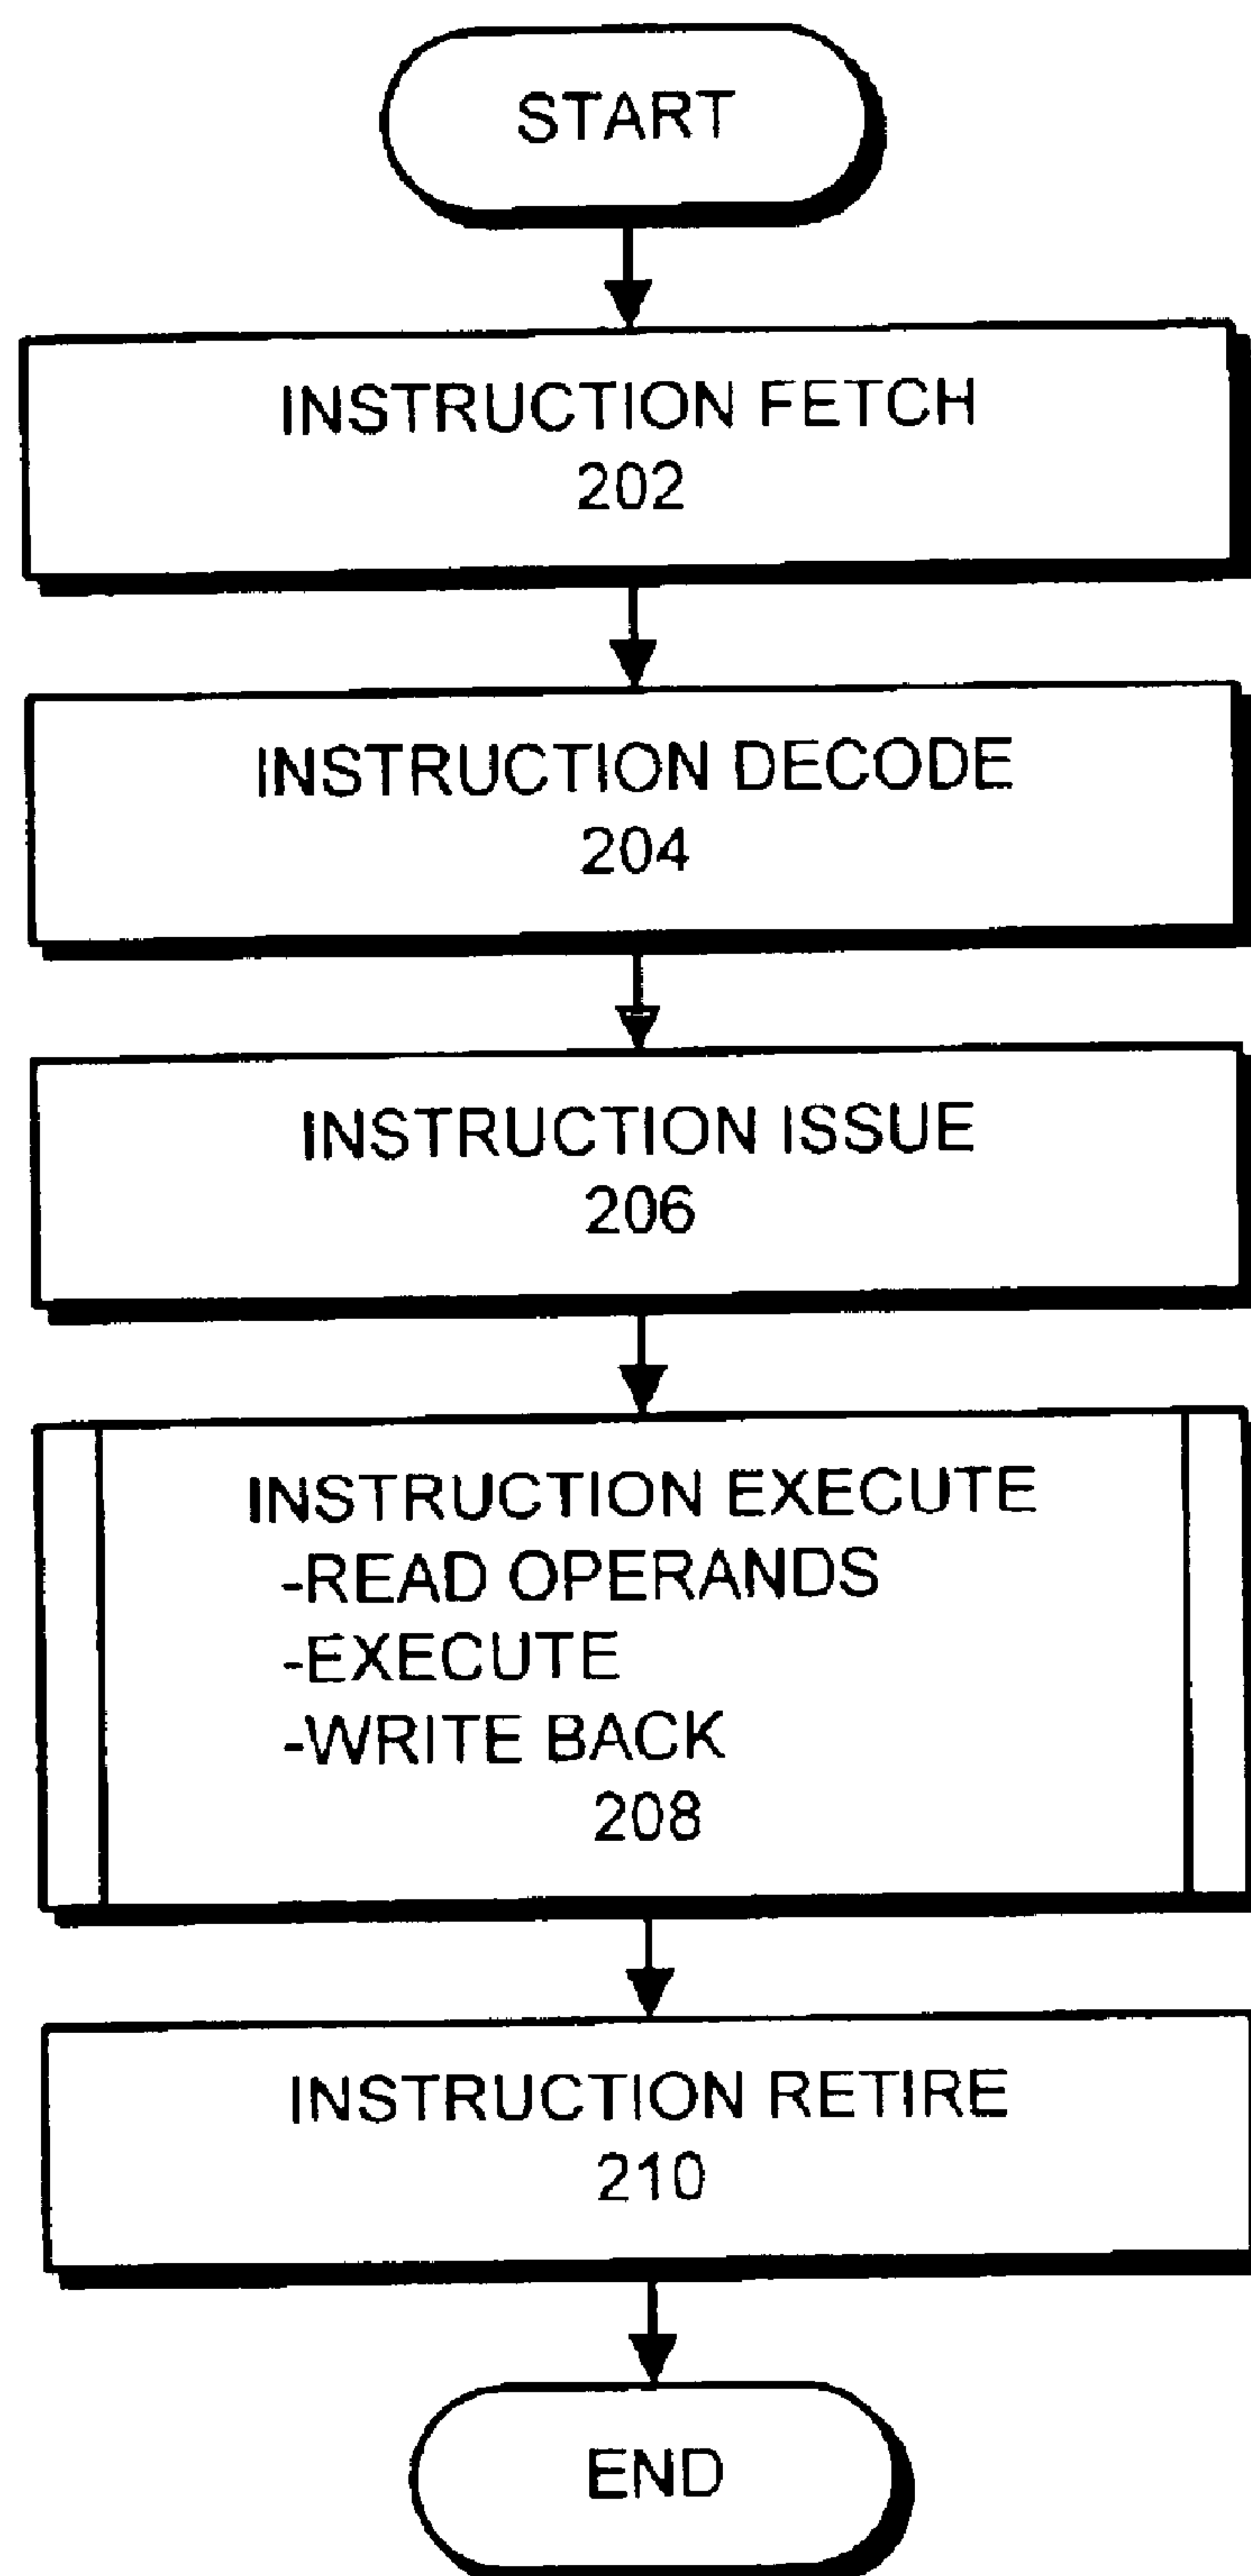 START
INSTRUCTION FETCH
202
INSTRUCTION DECODE
204
INSTRUCTION ISSUE
206
INSTRUCTION EXECUTE
-READ OPERANDS
-EXECUTE
-WRITE BACK
208
INSTRUCTION RETIRE
210
END